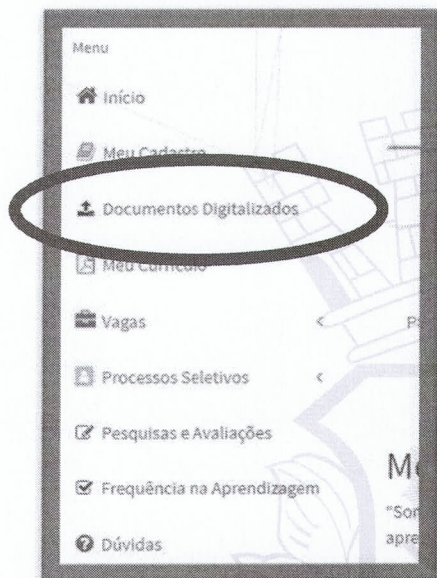 Menu
Início
Meu Cadastro
Documentos Digitalizados
Meu Currículo
Vagas <
Processos Seletivos <
Pesquisas e Avaliações
Frequência na Aprendizagem
Dúvidas